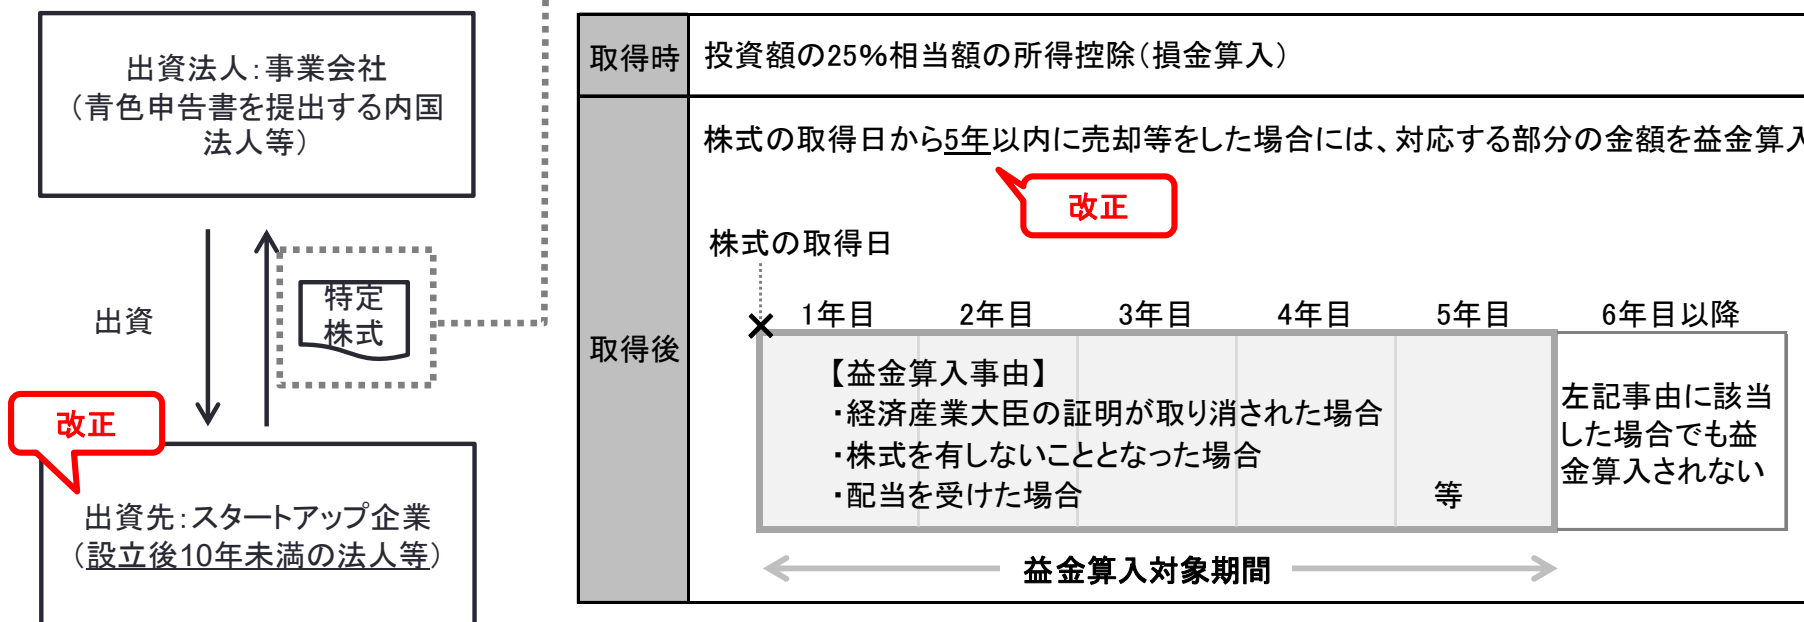 出資法人：事業会社
（青色申告書を提出する内国
法人等）
出資
特定
株式
改正
出資先：スタートアップ企業
（設立後10年未満の法人等）
取得時
投資額の25%相当額の所得控除（損金算入）
取得後
株式の取得日から5年以内に売却等をした場合には、対応する部分の金額を益金算入
改正
株式の取得日
1年目 2年目 3年目 4年目 5年目 6年目以降
【益金算入事由】
・経済産業大臣の証明が取り消された場合
・株式を有しないこととなった場合
・配当を受けた場合 等
左記事由に該当
した場合でも益
金算入されない
益金算入対象期間